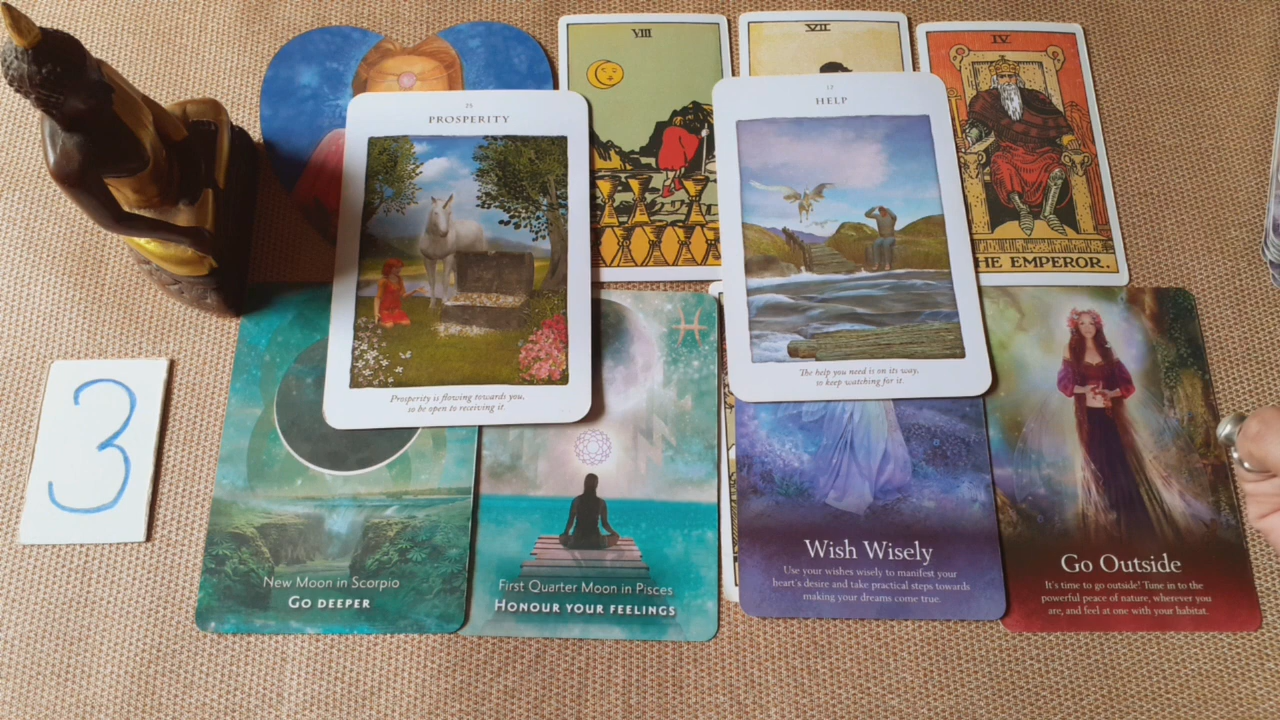 VIII
VII
IV
25
PROSPERITY
12
HELP
THE EMPEROR.
Prosperity is flowing towards you,
so be open to receiving it.
The help you need is on its way,
so keep watching for it.
3
New Moon in Scorpio
GO DEEPER
First Quarter Moon in Pisces
HONOUR YOUR FEELINGS
Wish Wisely
Use your wishes wisely to manifest your
heart's desire and take practical steps towards
making your dreams come true.
Go Outside
It's time to go outside! Tune in to the
powerful peace of nature, wherever you
are, and feel at one with your habitat.